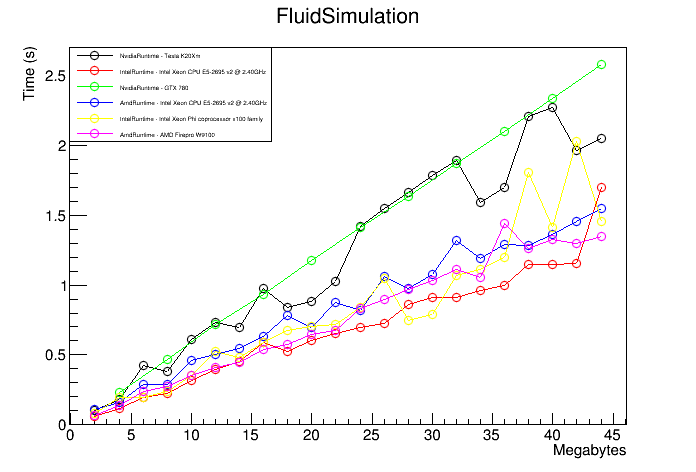 FluidSimulation
Time (s)
NvidiaRuntime - Tesla K20Xm
IntelRuntime - Intel Xeon CPU E5-2695 v2 @ 2.40GHz
NvidiaRuntime - GTX 780
AmdRuntime - Intel Xeon CPU E5-2695 v2 @ 2.40GHz
IntelRuntime - Intel Xeon Phi coprocessor x100 family
AmdRuntime - AMD Firepro W9100
2.5
2
1.5
1
0.5
0
0 5 10 15 20 25 30 35 40 45
Megabytes